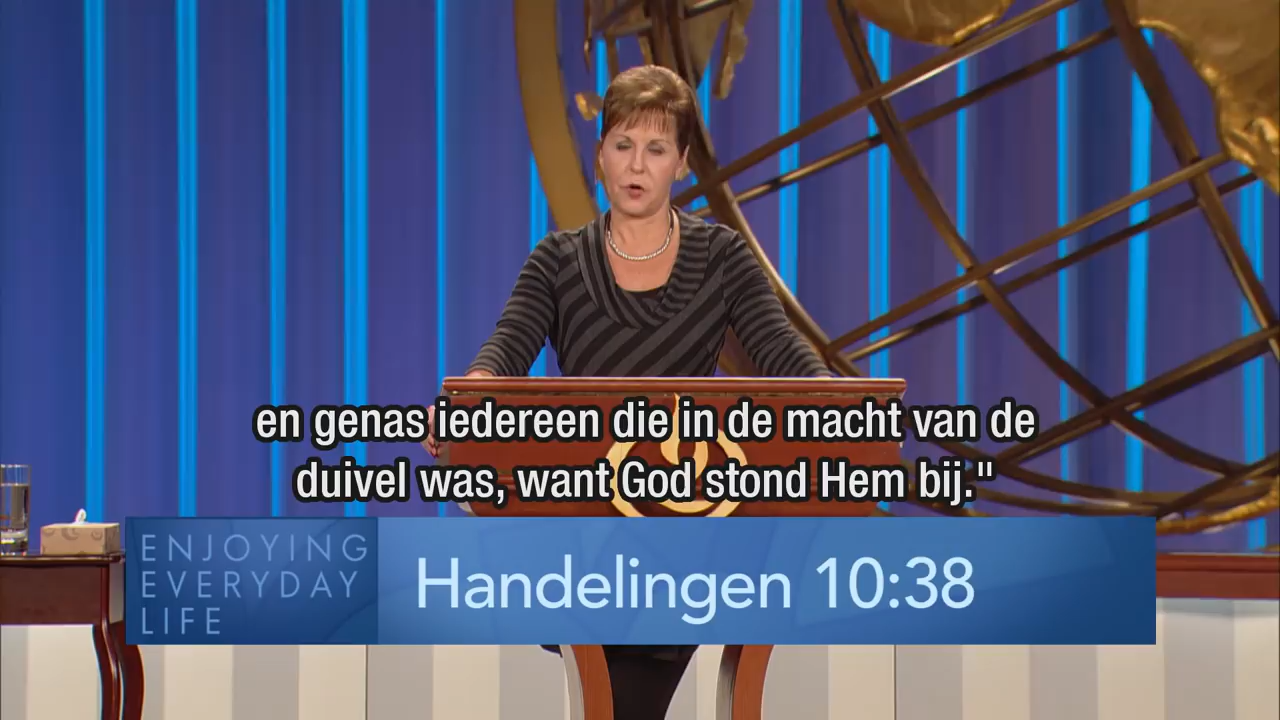 en genas iedereen die in de macht van de
duivel was, want God stond Hem bij."
ENJOYING
EVERYDAY
LIFE
Handelingen 10:38